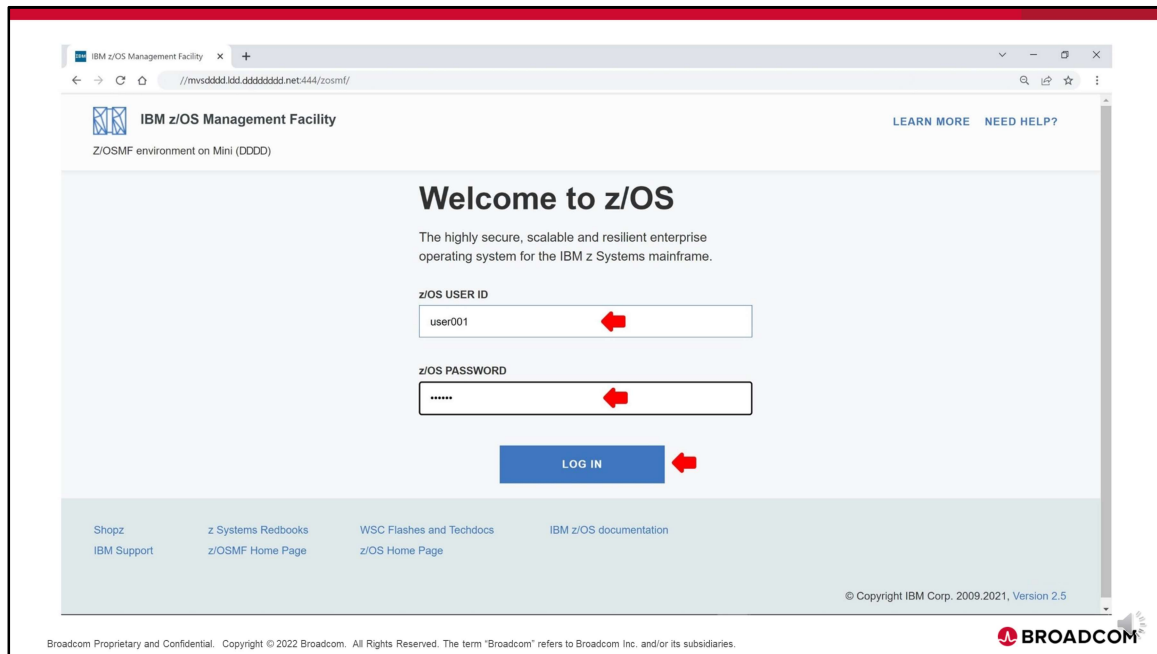 IBM
IBM z/OS Management Facility
//mvsdddd.ldd.dddddddd.net:444/zosmf/
IBM z/OS Management Facility
LEARN MORE NEED HELP?
Z/OSMF environment on Mini (DDDD)
Welcome to z/OS
The highly secure, scalable and resilient enterprise
operating system for the IBM z Systems mainframe.
z/OS USER ID
user001
z/OS PASSWORD
••••••
LOG IN
Shopz z Systems Redbooks WSC Flashes and Techdocs IBM z/OS documentation
IBM Support z/OSMF Home Page z/OS Home Page
© Copyright IBM Corp. 2009.2021, Version 2.5
Broadcom Proprietary and Confidential. Copyright © 2022 Broadcom. All Rights Reserved. The term “Broadcom” refers to Broadcom Inc. and/or its subsidiaries.
BROADCOM